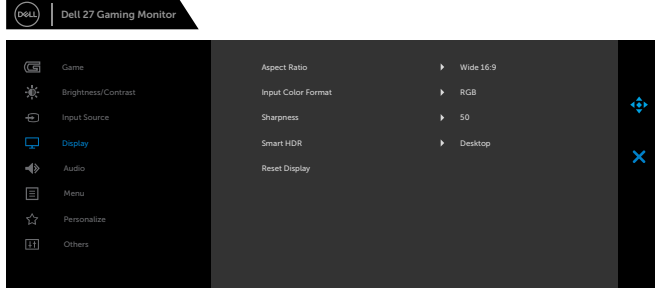 DELL
Dell 27 Gaming Monitor
Game
Aspect Ratio Wide 16:9
Brightness/Contrast Input Color Format RGB
Input Source Sharpness 50
Display Smart HDR Desktop
Audio Reset Display
Menu
Personalize
Others